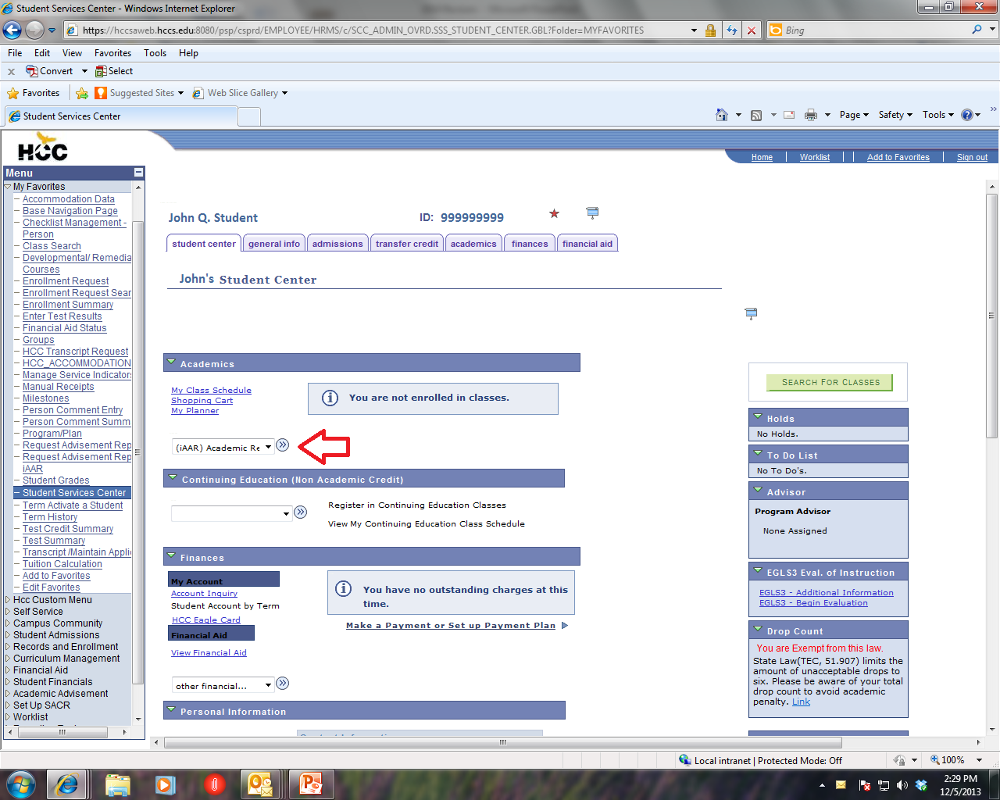 Student Services Center - Windows Internet Explorer
https://hccsaweb.hccs.edu:8080/psp/csprd/EMPLOYEE/HRMS/c/SCC_ADMIN_OVRD.SSS_STUDENT_CENTER.GBL?Folder=MYFAVORITES
Bing
File Edit View Favorites Tools Help
x Convert Select
Favorites Suggested Sites Web Slice Gallery
Student Services Center
Page Safety Tools
HCC
Home Worklist Add to Favorites Sign out
Menu
My Favorites
Accommodation Data
Base Navigation Page
Checklist Management -
Person
Class Search
Developmental/ Remedia
Courses
Enrollment Request
Enrollment Request Sear
Enrollment Summary
Enter Test Results
Financial Aid Status
Groups
HCC Transcript Request
HCC_ACCOMMODATION
Manage Service Indicators
Manual Receipts
Milestones
Person Comment Entry
Person Comment Summ
Program/Plan
Request Advisement Rep
Request Advisement Rep
iAAR
Student Grades
Student Services Center
Term Activate a Student
Term History
Test Credit Summary
Test Summary
Transcript /Maintain Applic
Tuition Calculation
Add to Favorites
Edit Favorites
Hcc Custom Menu
Self Service
Campus Community
Student Admissions
Records and Enrollment
Curriculum Management
Financial Aid
Student Financials
Academic Advisement
Set Up SACR
Worklist
John Q. Student ID: 999999999
student center general info admissions transfer credit academics finances financial aid
John's Student Center
Academics
My Class Schedule
Shopping Cart
My Planner
You are not enrolled in classes.
(iAAR) Academic Re
Continuing Education (Non Academic Credit)
Register in Continuing Education Classes
View My Continuing Education Class Schedule
Finances
My Account
Account Inquiry
Student Account by Term
HCC Eagle Card
Financial Aid
View Financial Aid
You have no outstanding charges at this
time.
Make a Payment or Set up Payment Plan
other financial...
Personal Information
SEARCH FOR CLASSES
Holds
No Holds.
To Do List
No To Do's.
Advisor
Program Advisor
None Assigned
EGLS3 Eval. of Instruction
EGLS3 - Additional Information
EGLS3 - Begin Evaluation
Drop Count
You are Exempt from this law.
State Law(TEC, 51.907) limits the
amount of unacceptable drops to
six. Please be aware of your total
drop count to avoid academic
penalty. Link
Local intranet | Protected Mode: Off
100%
2:29 PM
12/5/2013